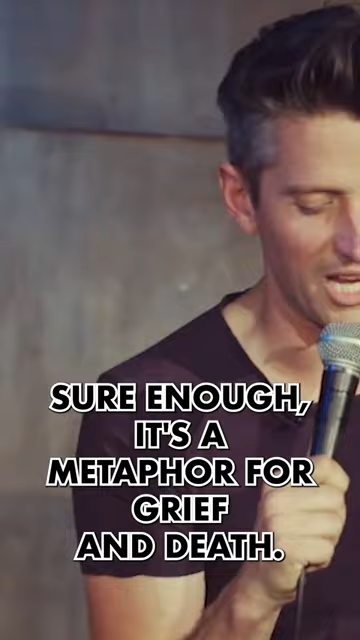 SURE ENOUGH,
IT'S A
METAPHOR FOR
GRIEF
AND DEATH.